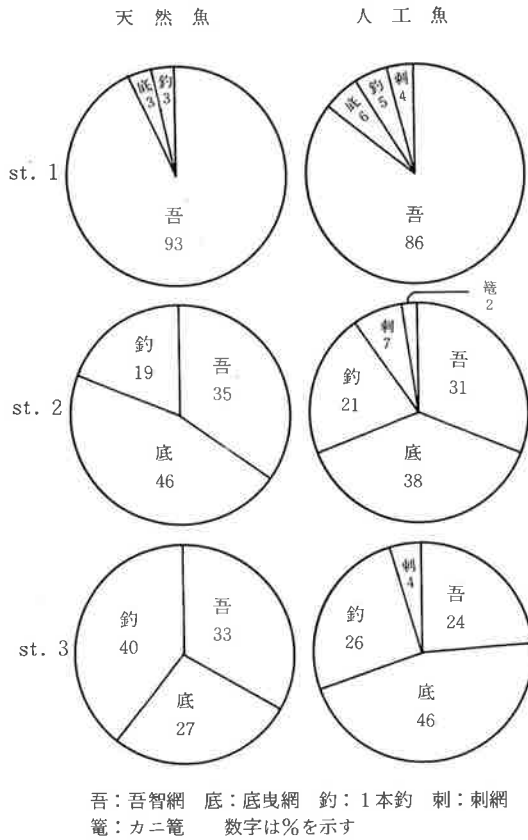 天然魚 人工魚
st. 1
底 3
釣 3
吾 93
底 6
釣 5
刺 4
吾 86
st. 2
釣 19
吾 35
底 46
篭 2
刺 7
釣 21
吾 31
底 38
st. 3
釣 40
吾 33
底 27
刺 4
釣 26
吾 24
底 46
吾：吾智網 底：底曳網 釣：1本釣 刺：刺網
篭：カニ篭 数字は%を示す